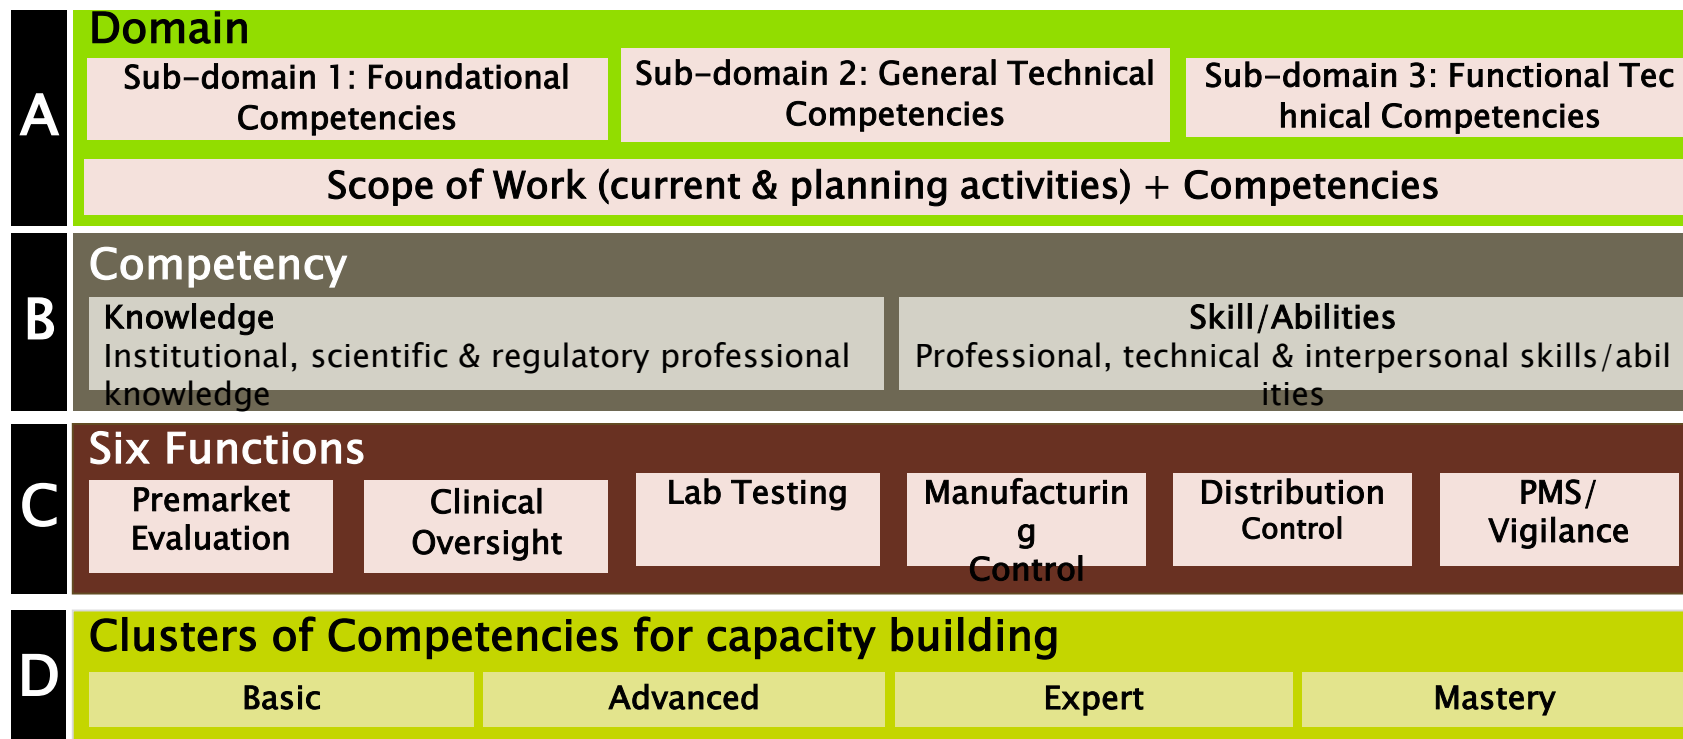 A
Domain
Sub-domain 1: Foundational
Competencies
Sub-domain 2: General Technical
Competencies
Sub-domain 3: Functional Tec
hnical Competencies
Scope of Work (current & planning activities) + Competencies
B
Competency
Knowledge
Institutional, scientific & regulatory professional
knowledge
Skill/Abilities
Professional, technical & interpersonal skills/abil
ities
C
Six Functions
Premarket
Evaluation
Clinical
Oversight
Lab Testing
Manufacturin
g
Control
Distribution
Control
PMS/
Vigilance
D
Clusters of Competencies for capacity building
Basic
Advanced
Expert
Mastery